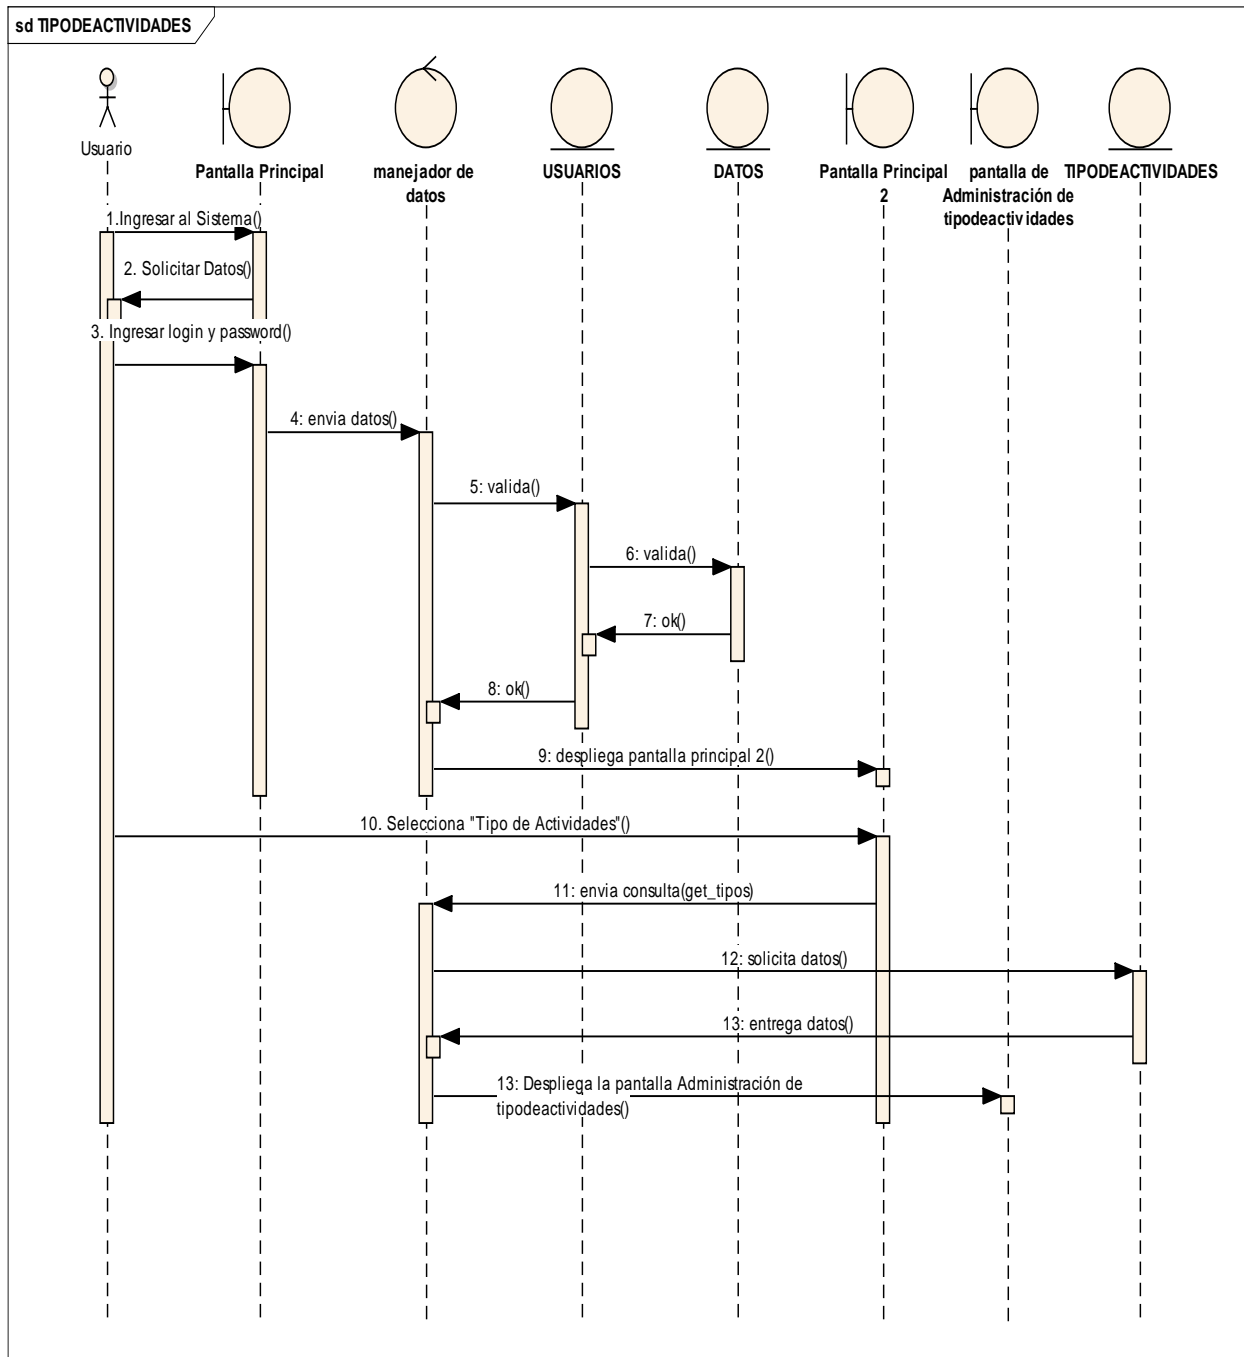 sd TIPODEACTIVIDADES
Usuario
Pantalla Principal
manejador de
datos
USUARIOS
DATOS
Pantalla Principal
2
pantalla de
Administración de
tipodeactividades
TIPODEACTIVIDADES
1.Ingresar al Sistema()
2. Solicitar Datos()
3. Ingresar login y password()
4: envia datos()
5: valida()
6: valida()
7: ok()
8: ok()
9: despliega pantalla principal 2()
10. Selecciona "Tipo de Actividades"()
11: envia consulta(get_tipos)
12: solicita datos()
13: entrega datos()
13: Despliega la pantalla Administración de
tipodeactividades()